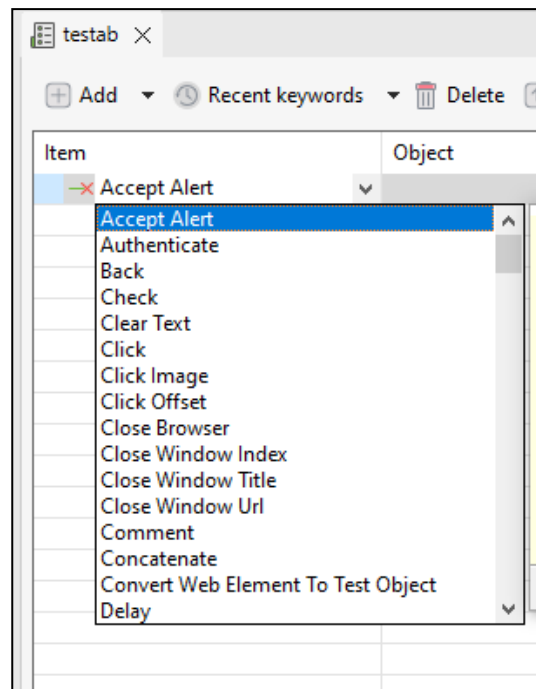 testab
Add Recent keywords Delete
Item Object
Accept Alert
Accept Alert
Authenticate
Back
Check
Clear Text
Click
Click Image
Click Offset
Close Browser
Close Window Index
Close Window Title
Close Window Url
Comment
Concatenate
Convert Web Element To Test Object
Delay